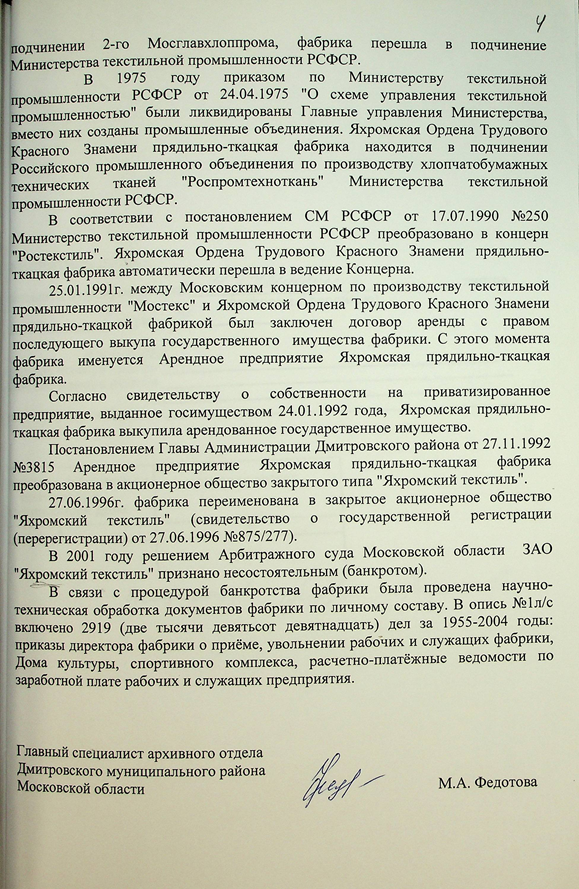 4
подчинении 2-го Мосглавхлоппрома, фабрика перешла в подчинение
Министерства текстильной промышленности РСФСР.
В 1975 году приказом по Министерству текстильной
промышленности РСФСР от 24.04.1975 "О схеме управления текстильной
промышленностью" были ликвидированы Главные управления Министерства,
вместо них созданы промышленные объединения. Яхромская Ордена Трудового
Красного Знамени прядильно-ткацкая фабрика находится в подчинении
Российского промышленного объединения по производству хлопчатобумажных
технических тканей "Роспромтехноткань" Министерства текстильной
промышленности РСФСР.
В соответствии с постановлением СМ РСФСР от 17.07.1990 №250
Министерство текстильной промышленности РСФСР преобразовано в концерн
"Ростекстиль". Яхромская Ордена Трудового Красного Знамени прядильно-
ткацкая фабрика автоматически перешла в ведение Концерна.
25.01.1991г. между Московским концерном по производству текстильной
промышленности "Мостекс" и Яхромской Ордена Трудового Красного Знамени
прядильно-ткацкой фабрикой был заключен договор аренды с правом
последующего выкупа государственного имущества фабрики. С этого момента
фабрика именуется Арендное предприятие Яхромская прядильно-ткацкая
фабрика.
Согласно свидетельству о собственности на приватизированное
предприятие, выданное госимуществом 24.01.1992 года, Яхромская прядильно-
ткацкая фабрика выкупила арендованное государственное имущество.
Постановлением Главы Администрации Дмитровского района от 27.11.1992
№3815 Арендное предприятие Яхромская прядильно-ткацкая фабрика
преобразована в акционерное общество закрытого типа "Яхромский текстиль".
27.06.1996г. фабрика переименована в закрытое акционерное общество
"Яхромский текстиль" (свидетельство о государственной регистрации
(перерегистрации) от 27.06.1996 №875/277).
В 2001 году решением Арбитражного суда Московской области ЗАО
"Яхромский текстиль" признано несостоятельным (банкротом).
В связи с процедурой банкротства фабрики была проведена научно-
техническая обработка документов фабрики по личному составу. В опись №1л/с
включено 2919 (две тысячи девятьсот девятнадцать) дел за 1955-2004 годы:
приказы директора фабрики о приёме, увольнении рабочих и служащих фабрики,
Дома культуры, спортивного комплекса, расчетно-платёжные ведомости по
заработной плате рабочих и служащих предприятия.
Главный специалист архивного отдела
Дмитровского муниципального района
Московской области
М.А. Федотова